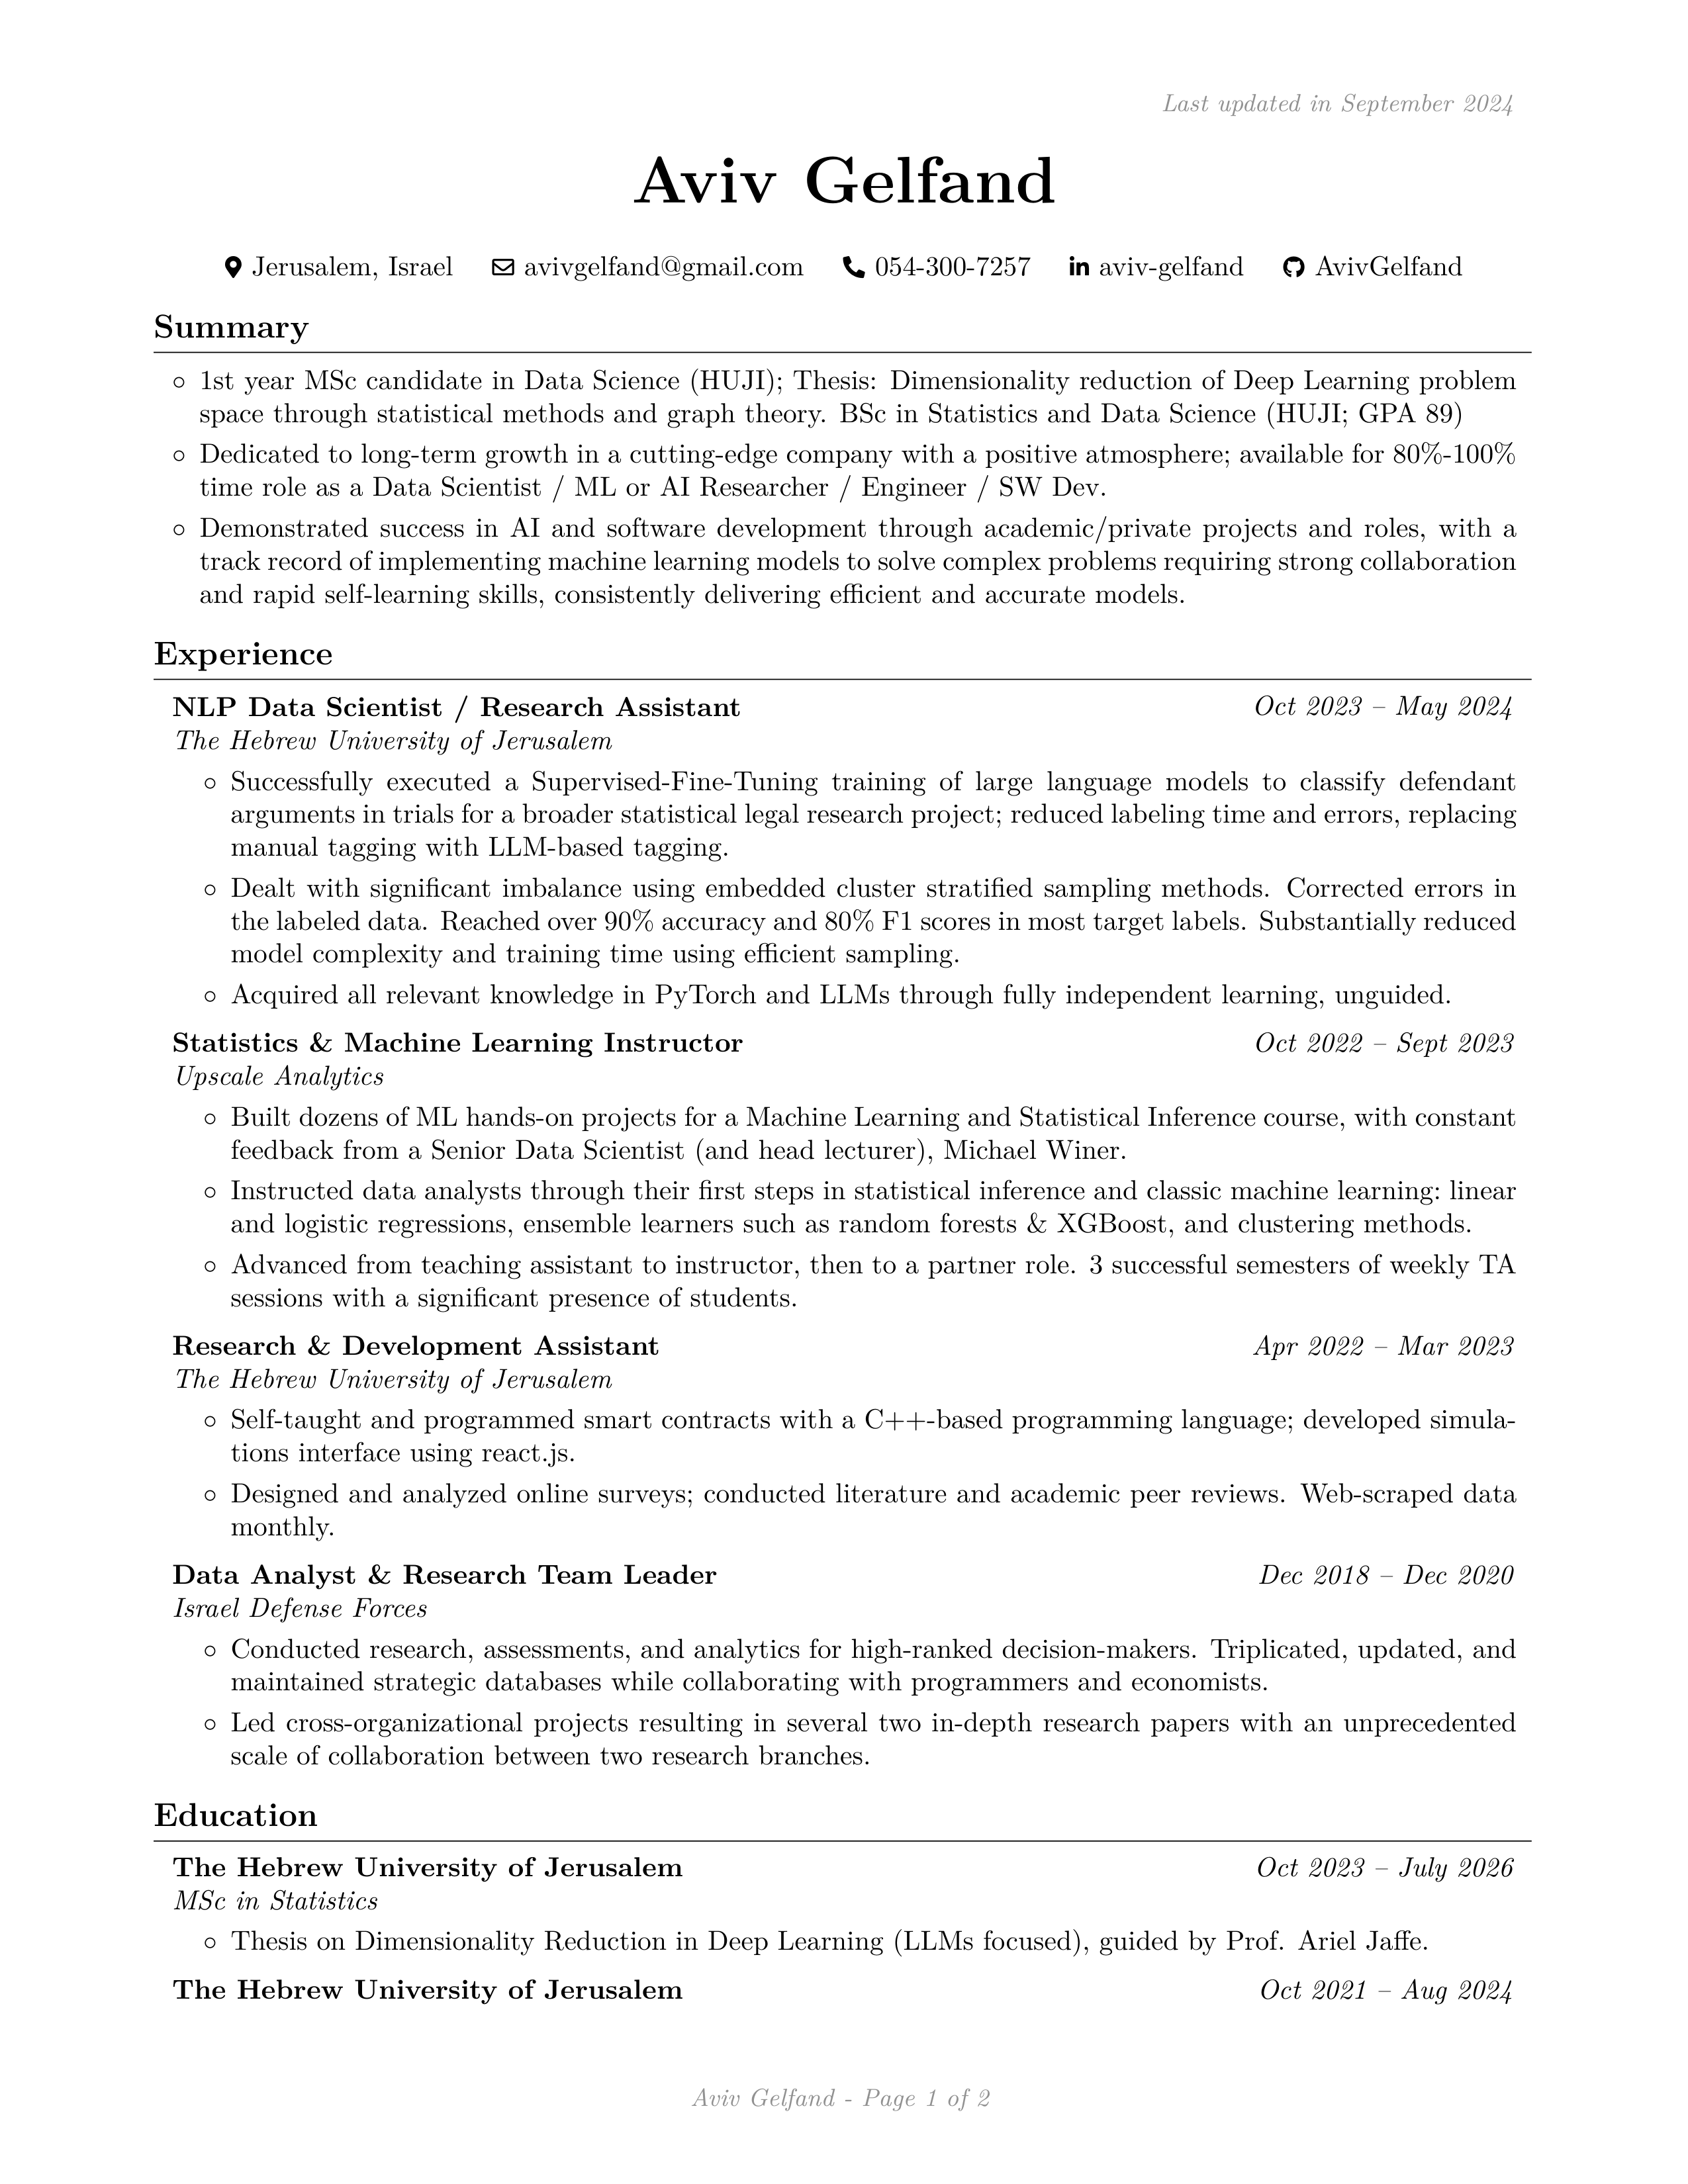 Last updated in September 2024
Aviv Gelfand
Jerusalem, Israel avivgelfand@gmail.com 054-300-7257 aviv-gelfand AvivGelfand
Summary
◦ 1st year MSc candidate in Data Science (HUJI); Thesis: Dimensionality reduction of Deep Learning problem
space through statistical methods and graph theory. BSc in Statistics and Data Science (HUJI; GPA 89)
◦ Dedicated to long-term growth in a cutting-edge company with a positive atmosphere; available for 80%-100%
time role as a Data Scientist / ML or AI Researcher / Engineer / SW Dev.
◦ Demonstrated success in AI and software development through academic/private projects and roles, with a
track record of implementing machine learning models to solve complex problems requiring strong collaboration
and rapid self-learning skills, consistently delivering efficient and accurate models.
Experience
NLP Data Scientist / Research Assistant Oct 2023 – May 2024
The Hebrew University of Jerusalem
◦ Successfully executed a Supervised-Fine-Tuning training of large language models to classify defendant
arguments in trials for a broader statistical legal research project; reduced labeling time and errors, replacing
manual tagging with LLM-based tagging.
◦ Dealt with significant imbalance using embedded cluster stratified sampling methods. Corrected errors in
the labeled data. Reached over 90% accuracy and 80% F1 scores in most target labels. Substantially reduced
model complexity and training time using efficient sampling.
◦ Acquired all relevant knowledge in PyTorch and LLMs through fully independent learning, unguided.
Statistics & Machine Learning Instructor Oct 2022 – Sept 2023
Upscale Analytics
◦ Built dozens of ML hands-on projects for a Machine Learning and Statistical Inference course, with constant
feedback from a Senior Data Scientist (and head lecturer), Michael Winer.
◦ Instructed data analysts through their first steps in statistical inference and classic machine learning: linear
and logistic regressions, ensemble learners such as random forests & XGBoost, and clustering methods.
◦ Advanced from teaching assistant to instructor, then to a partner role. 3 successful semesters of weekly TA
sessions with a significant presence of students.
Research & Development Assistant Apr 2022 – Mar 2023
The Hebrew University of Jerusalem
◦ Self-taught and programmed smart contracts with a C++-based programming language; developed simula-
tions interface using react.js.
◦ Designed and analyzed online surveys; conducted literature and academic peer reviews. Web-scraped data
monthly.
Data Analyst & Research Team Leader Dec 2018 – Dec 2020
Israel Defense Forces
◦ Conducted research, assessments, and analytics for high-ranked decision-makers. Triplicated, updated, and
maintained strategic databases while collaborating with programmers and economists.
◦ Led cross-organizational projects resulting in several two in-depth research papers with an unprecedented
scale of collaboration between two research branches.
Education
The Hebrew University of Jerusalem Oct 2023 – July 2026
MSc in Statistics
◦ Thesis on Dimensionality Reduction in Deep Learning (LLMs focused), guided by Prof. Ariel Jaffe.
The Hebrew University of Jerusalem Oct 2021 – Aug 2024
Aviv Gelfand - Page 1 of 2